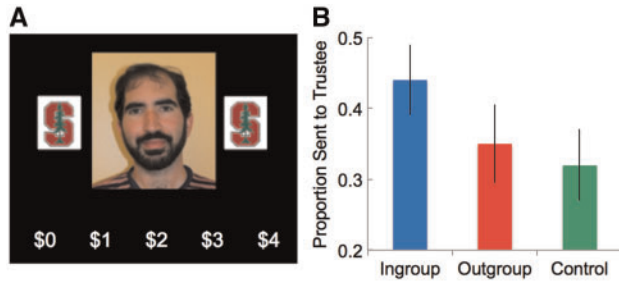 A
S
S
$0 $1 $2 $3 $4
B
Proportion Sent to Trustee
0.5
0.4
0.3
0.2
Ingroup Outgroup Control